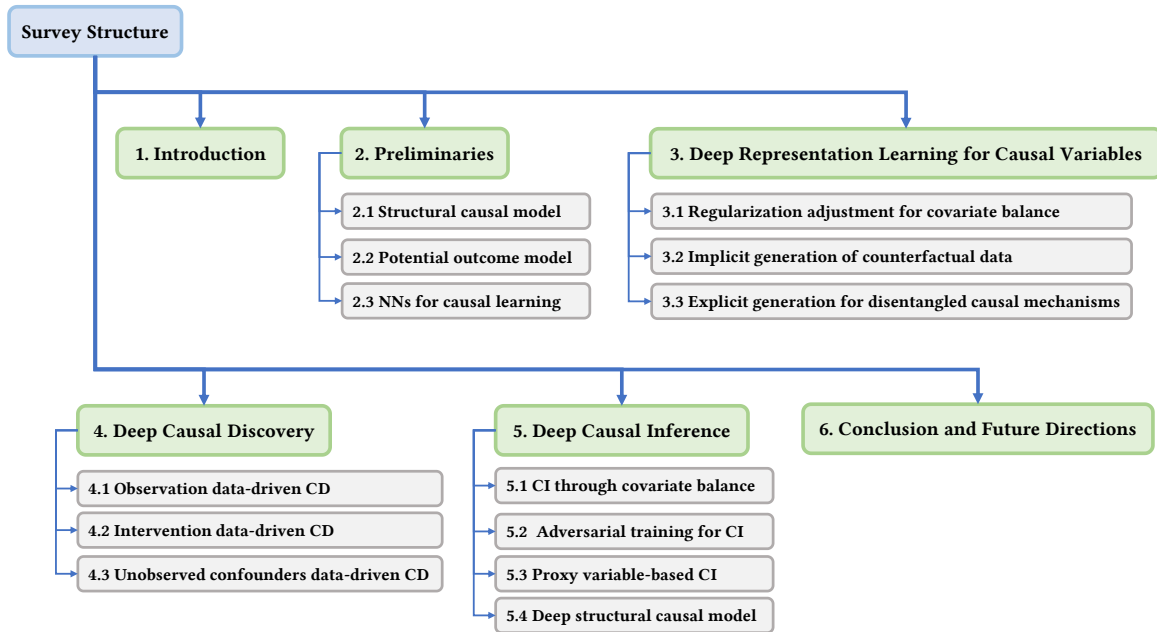 Survey Structure
1. Introduction
2. Preliminaries
2.1 Structural causal model
2.2 Potential outcome model
2.3 NNs for causal learning
3. Deep Representation Learning for Causal Variables
3.1 Regularization adjustment for covariate balance
3.2 Implicit generation of counterfactual data
3.3 Explicit generation for disentangled causal mechanisms
4. Deep Causal Discovery
4.1 Observation data-driven CD
4.2 Intervention data-driven CD
4.3 Unobserved confounders data-driven CD
5. Deep Causal Inference
5.1 CI through covariate balance
5.2 Adversarial training for CI
5.3 Proxy variable-based CI
5.4 Deep structural causal model
6. Conclusion and Future Directions